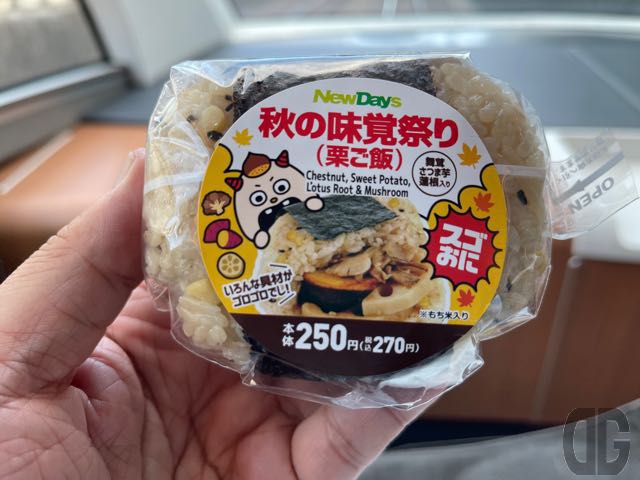 NewDays
秋の味覚祭り
(栗ご飯)
Chestnut, Sweet Potato,
Lotus Root & Mushroom
舞茸
さつま芋
蓮根入り
スゴ
おに
いろんな具材が
ゴロゴロでし!
※もち米入り
本体250円(税込270円)
OPEN
DG